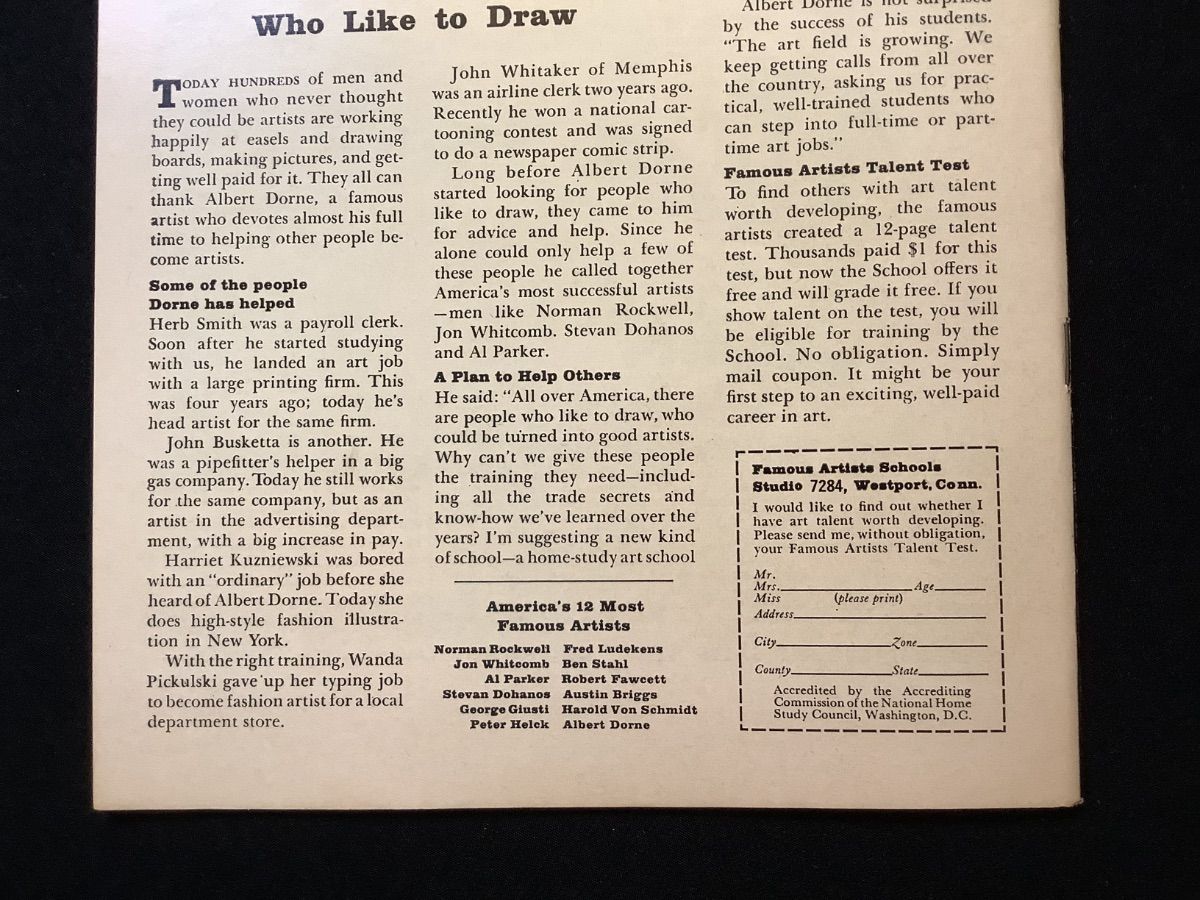 Who Like to Draw
TODAY HUNDREDS of men and
women who never thought
they could be artists are working
happily at easels and drawing
boards, making pictures, and get-
ting well paid for it. They all can
thank Albert Dorne, a famous
artist who devotes almost his full
time to helping other people be-
come artists.
Some of the people
Dorne has helped
Herb Smith was a payroll clerk.
Soon after he started studying
with us, he landed an art job
with a large printing firm. This
was four years ago; today he's
head artist for the same firm.
John Busketta is another. He
was a pipefitter's helper in a big
gas company. Today he still works
for the same company, but as an
artist in the advertising depart-
ment, with a big increase in pay.
Harriet Kuzniewski was bored
with an "ordinary" job before she
heard of Albert Dorne. Today she
does high-style fashion illustra-
tion in New York.
With the right training, Wanda
Pickulski gave up her typing job
to become fashion artist for a local
department store.
John Whitaker of Memphis
was an airline clerk two years ago.
Recently he won a national car-
tooning contest and was signed
to do a newspaper comic strip.
Long before Albert Dorne
started looking for people who
like to draw, they came to him
for advice and help. Since he
alone could only help a few of
these people he called together
America's most successful artists
—men like Norman Rockwell,
Jon Whitcomb. Stevan Dohanos
and Al Parker.
A Plan to Help Others
He said: "All over America, there
are people who like to draw, who
could be turned into good artists.
Why can't we give these people
the training they need—includ-
ing all the trade secrets and
know-how we've learned over the
years? I'm suggesting a new kind
of school—a home-study art school
America's 12 Most
Famous Artists
Norman Rockwell Fred Ludekens
Jon Whitcomb Ben Stahl
Al Parker Robert Fawcett
Stevan Dohanos Austin Briggs
George Giusti Harold Von Schmidt
Peter Helck Albert Dorne
Albert Dorne is not surprised
by the success of his students.
"The art field is growing. We
keep getting calls from all over
the country, asking us for prac-
tical, well-trained students who
can step into full-time or part-
time art jobs."
Famous Artists Talent Test
To find others with art talent
worth developing, the famous
artists created a 12-page talent
test. Thousands paid $1 for this
test, but now the School offers it
free and will grade it free. If you
show talent on the test, you will
be eligible for training by the
School. No obligation. Simply
mail coupon. It might be your
first step to an exciting, well-paid
career in art.
Famous Artists Schools
Studio 7284, Westport, Conn.
I would like to find out whether I
have art talent worth developing.
Please send me, without obligation,
your Famous Artists Talent Test.
Mr.
Mrs. Age
Miss (please print)
Address
City Zone
County State
Accredited by the Accrediting
Commission of the National Home
Study Council, Washington, D.C.